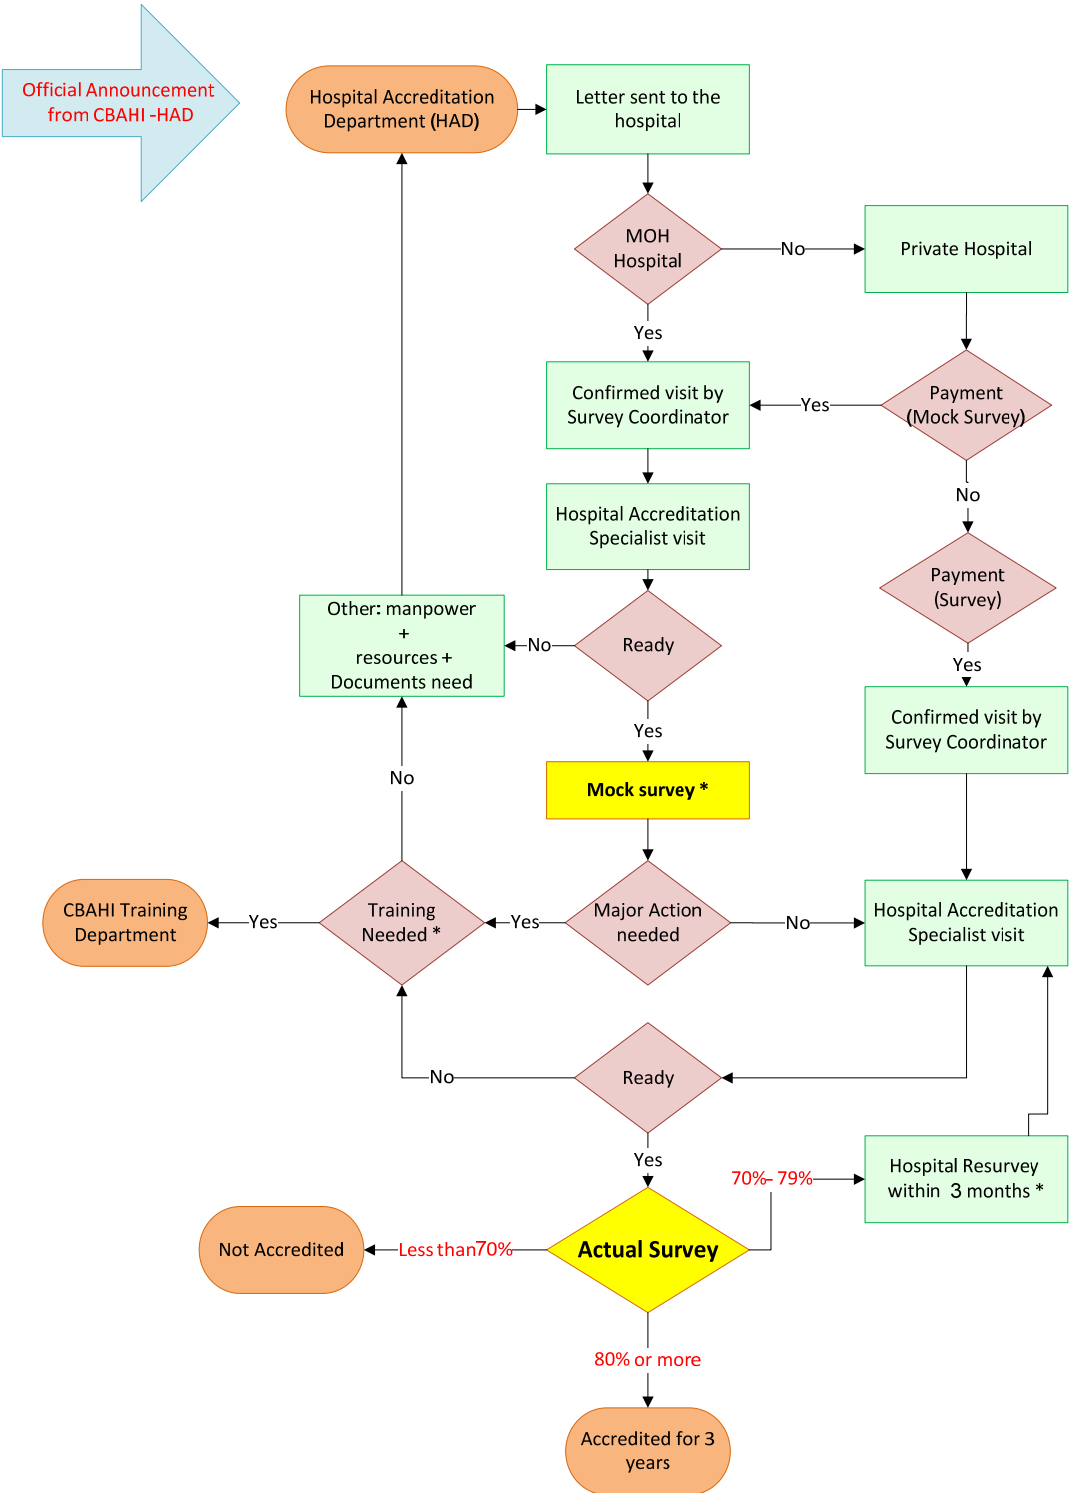 Official Announcement
from CBAHI -HAD
Hospital Accreditation
Department (HAD)
Letter sent to the
hospital
MOH
Hospital
No
Private Hospital
Yes
Confirmed visit by
Survey Coordinator
Yes
Payment
(Mock Survey)
No
Hospital Accreditation
Specialist visit
Payment
(Survey)
Other: manpower
+
resources +
Documents need
No
Ready
Yes
Yes
Confirmed visit by
Survey Coordinator
No
Mock survey *
CBAHI Training
Department
Yes
Training
Needed *
Yes
Major Action
needed
No
Hospital Accreditation
Specialist visit
No
Ready
Yes
70%- 79%
Hospital Resurvey
within 3 months *
Not Accredited
Less than70%
Actual Survey
80% or more
Accredited for 3
years